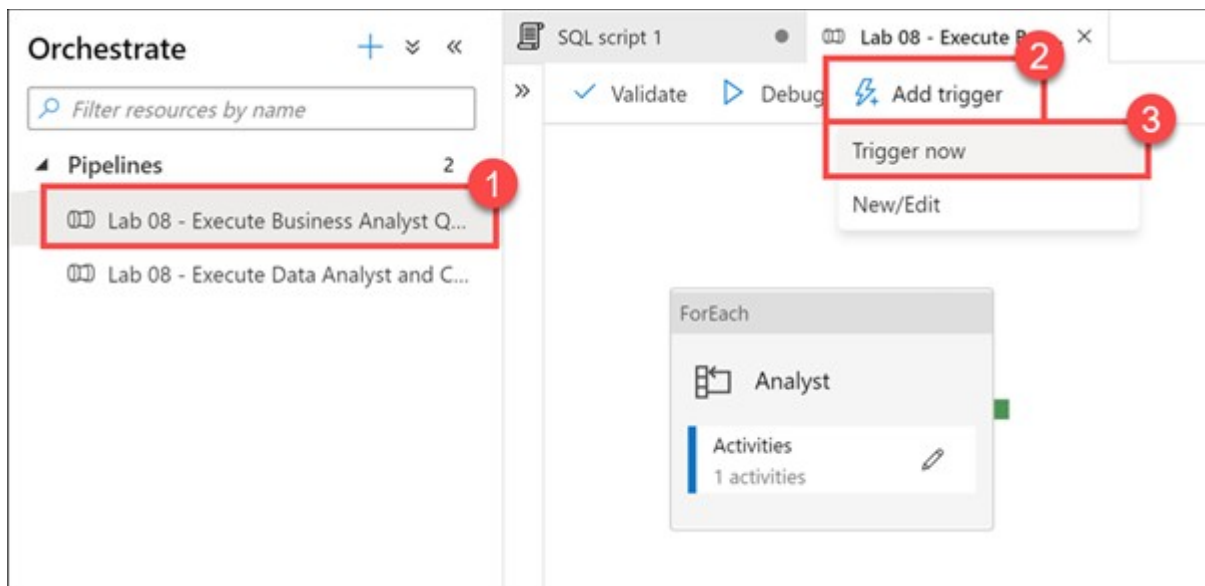 Orchestrate
Filter resources by name
Pipelines 2
1
Lab 08 - Execute Business Analyst Q...
Lab 08 - Execute Data Analyst and C...
SQL script 1
Lab 08 - Execute
2
Validate
Debug
Add trigger
3
Trigger now
New/Edit
ForEach
Analyst
Activities
1 activities